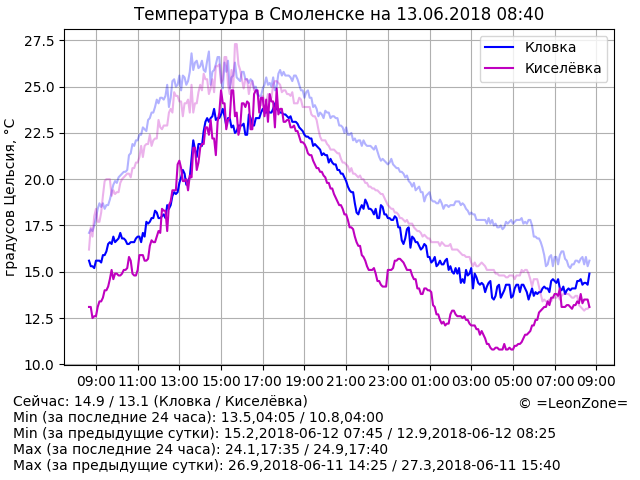 Температура в Смоленске на 13.06.2018 08:40
градусов Цельсия, °C
27.5
25.0
22.5
20.0
17.5
15.0
12.5
10.0
Кловка
Киселёвка
09:00 11:00 13:00 15:00 17:00 19:00 21:00 23:00 01:00 03:00 05:00 07:00 09:00
Сейчас: 14.9 / 13.1 (Кловка / Киселёвка)
© =LeonZone=
Min (за последние 24 часа): 13.5,04:05 / 10.8,04:00
Min (за предыдущие сутки): 15.2,2018-06-12 07:45 / 12.9,2018-06-12 08:25
Max (за последние 24 часа): 24.1,17:35 / 24.9,17:40
Max (за предыдущие сутки): 26.9,2018-06-11 14:25 / 27.3,2018-06-11 15:40